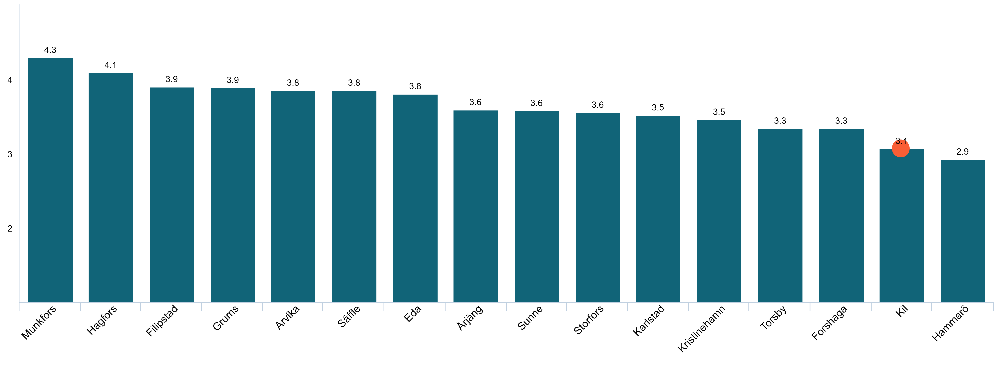 4.3
4.1
3.9
3.9
3.8
3.8
3.8
3.6
3.6
3.6
3.5
3.5
3.3
3.3
3.1
2.9
4
3
2
Munkfors
Hagfors
Filipstad
Grums
Arvika
Säffle
Eda
Årjäng
Sunne
Storfors
Karlstad
Kristinehamn
Torsby
Forshaga
Kil
Hammarö